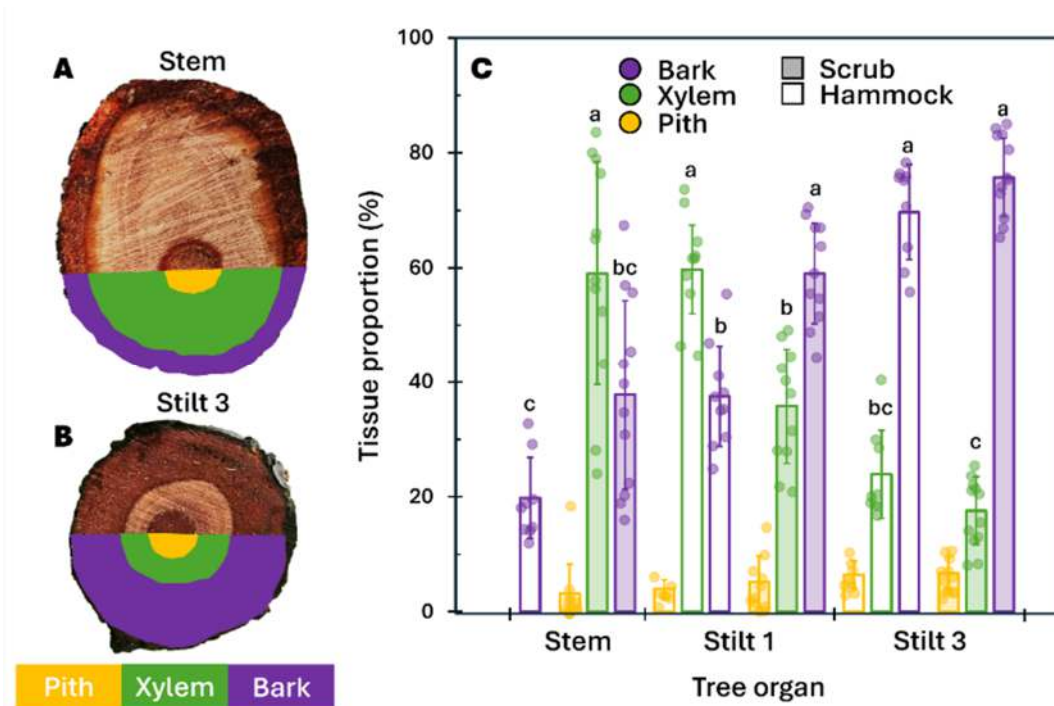 A
Stem
Stilt 3
B
Pith Xylem Bark
C
Bark
Xylem
Pith
Scrub
Hammock
Tissue proportion (%)
100
80
60
40
20
0
c
a
bc
a
b
b
a
bc
a
c
a
Stem Stilt 1 Stilt 3
Tree organ